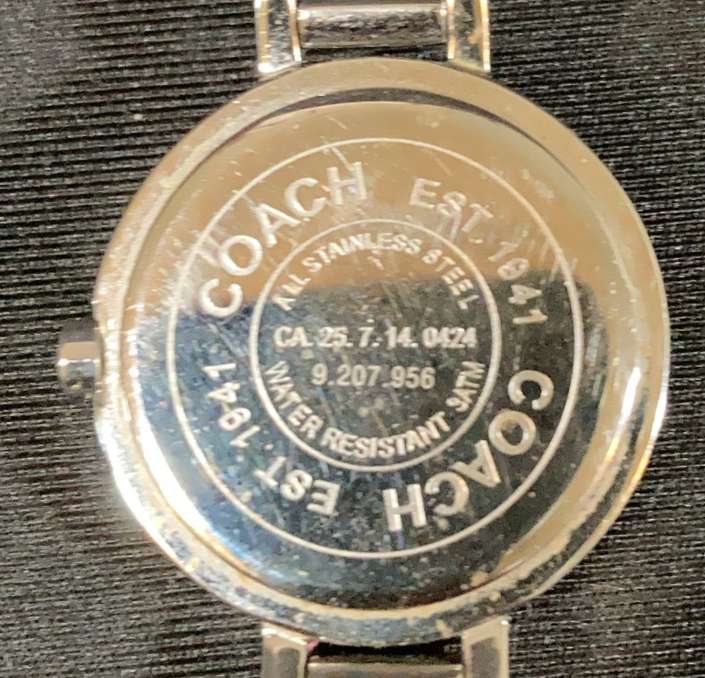 COACH EST. 1941
COACH EST 1941
ALL STAINLESS STEEL
CA. 25. 7. 14. 0424
9.207.956
WATER RESISTANT 3ATM